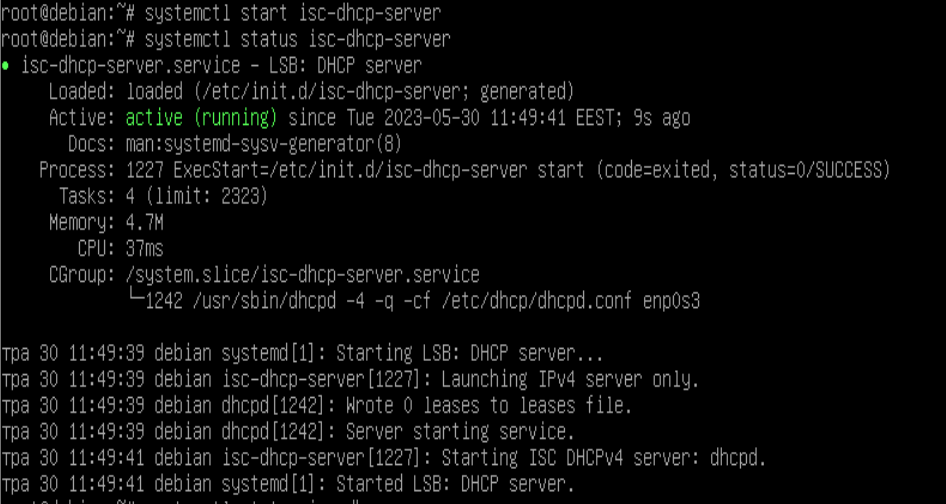 root@debian:~# systemctl start isc-dhcp-server
root@debian:~# systemctl status isc-dhcp-server
● isc-dhcp-server.service - LSB: DHCP server
Loaded: loaded (/etc/init.d/isc-dhcp-server; generated)
Active: active (running) since Tue 2023-05-30 11:49:41 EEST; 9s ago
Docs: man:systemd-sysv-generator(8)
Process: 1227 ExecStart=/etc/init.d/isc-dhcp-server start (code=exited, status=0/SUCCESS)
Tasks: 4 (limit: 2323)
Memory: 4.7M
CPU: 37ms
CGroup: /system.slice/isc-dhcp-server.service
└─1242 /usr/sbin/dhcpd -4 -q -cf /etc/dhcp/dhcpd.conf enp0s3
тра 30 11:49:39 debian systemd[1]: Starting LSB: DHCP server...
тра 30 11:49:39 debian isc-dhcp-server[1227]: Launching IPv4 server only.
тра 30 11:49:39 debian dhcpd[1242]: Wrote 0 leases to leases file.
тра 30 11:49:39 debian dhcpd[1242]: Server starting service.
тра 30 11:49:41 debian isc-dhcp-server[1227]: Starting ISC DHCPv4 server: dhcpd.
тра 30 11:49:41 debian systemd[1]: Started LSB: DHCP server.